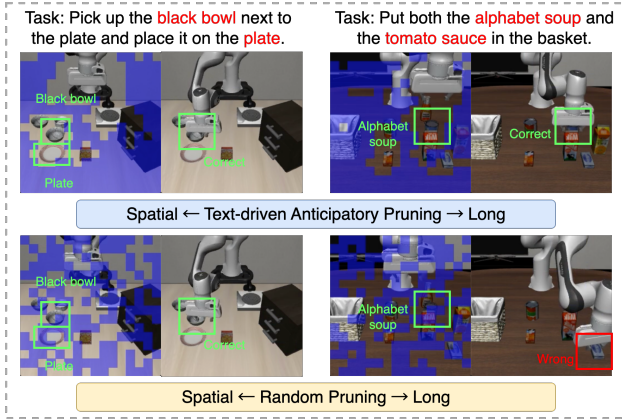 Task: Pick up the black bowl next to
the plate and place it on the plate.
Task: Put both the alphabet soup and
the tomato sauce in the basket.
Black bowl
Plate
Correct
Alphabet
soup
Correct
Spatial ← Text-driven Anticipatory Pruning → Long
Black bowl
Plate
Correct
Alphabet
soup
Wrong
Spatial ← Random Pruning → Long